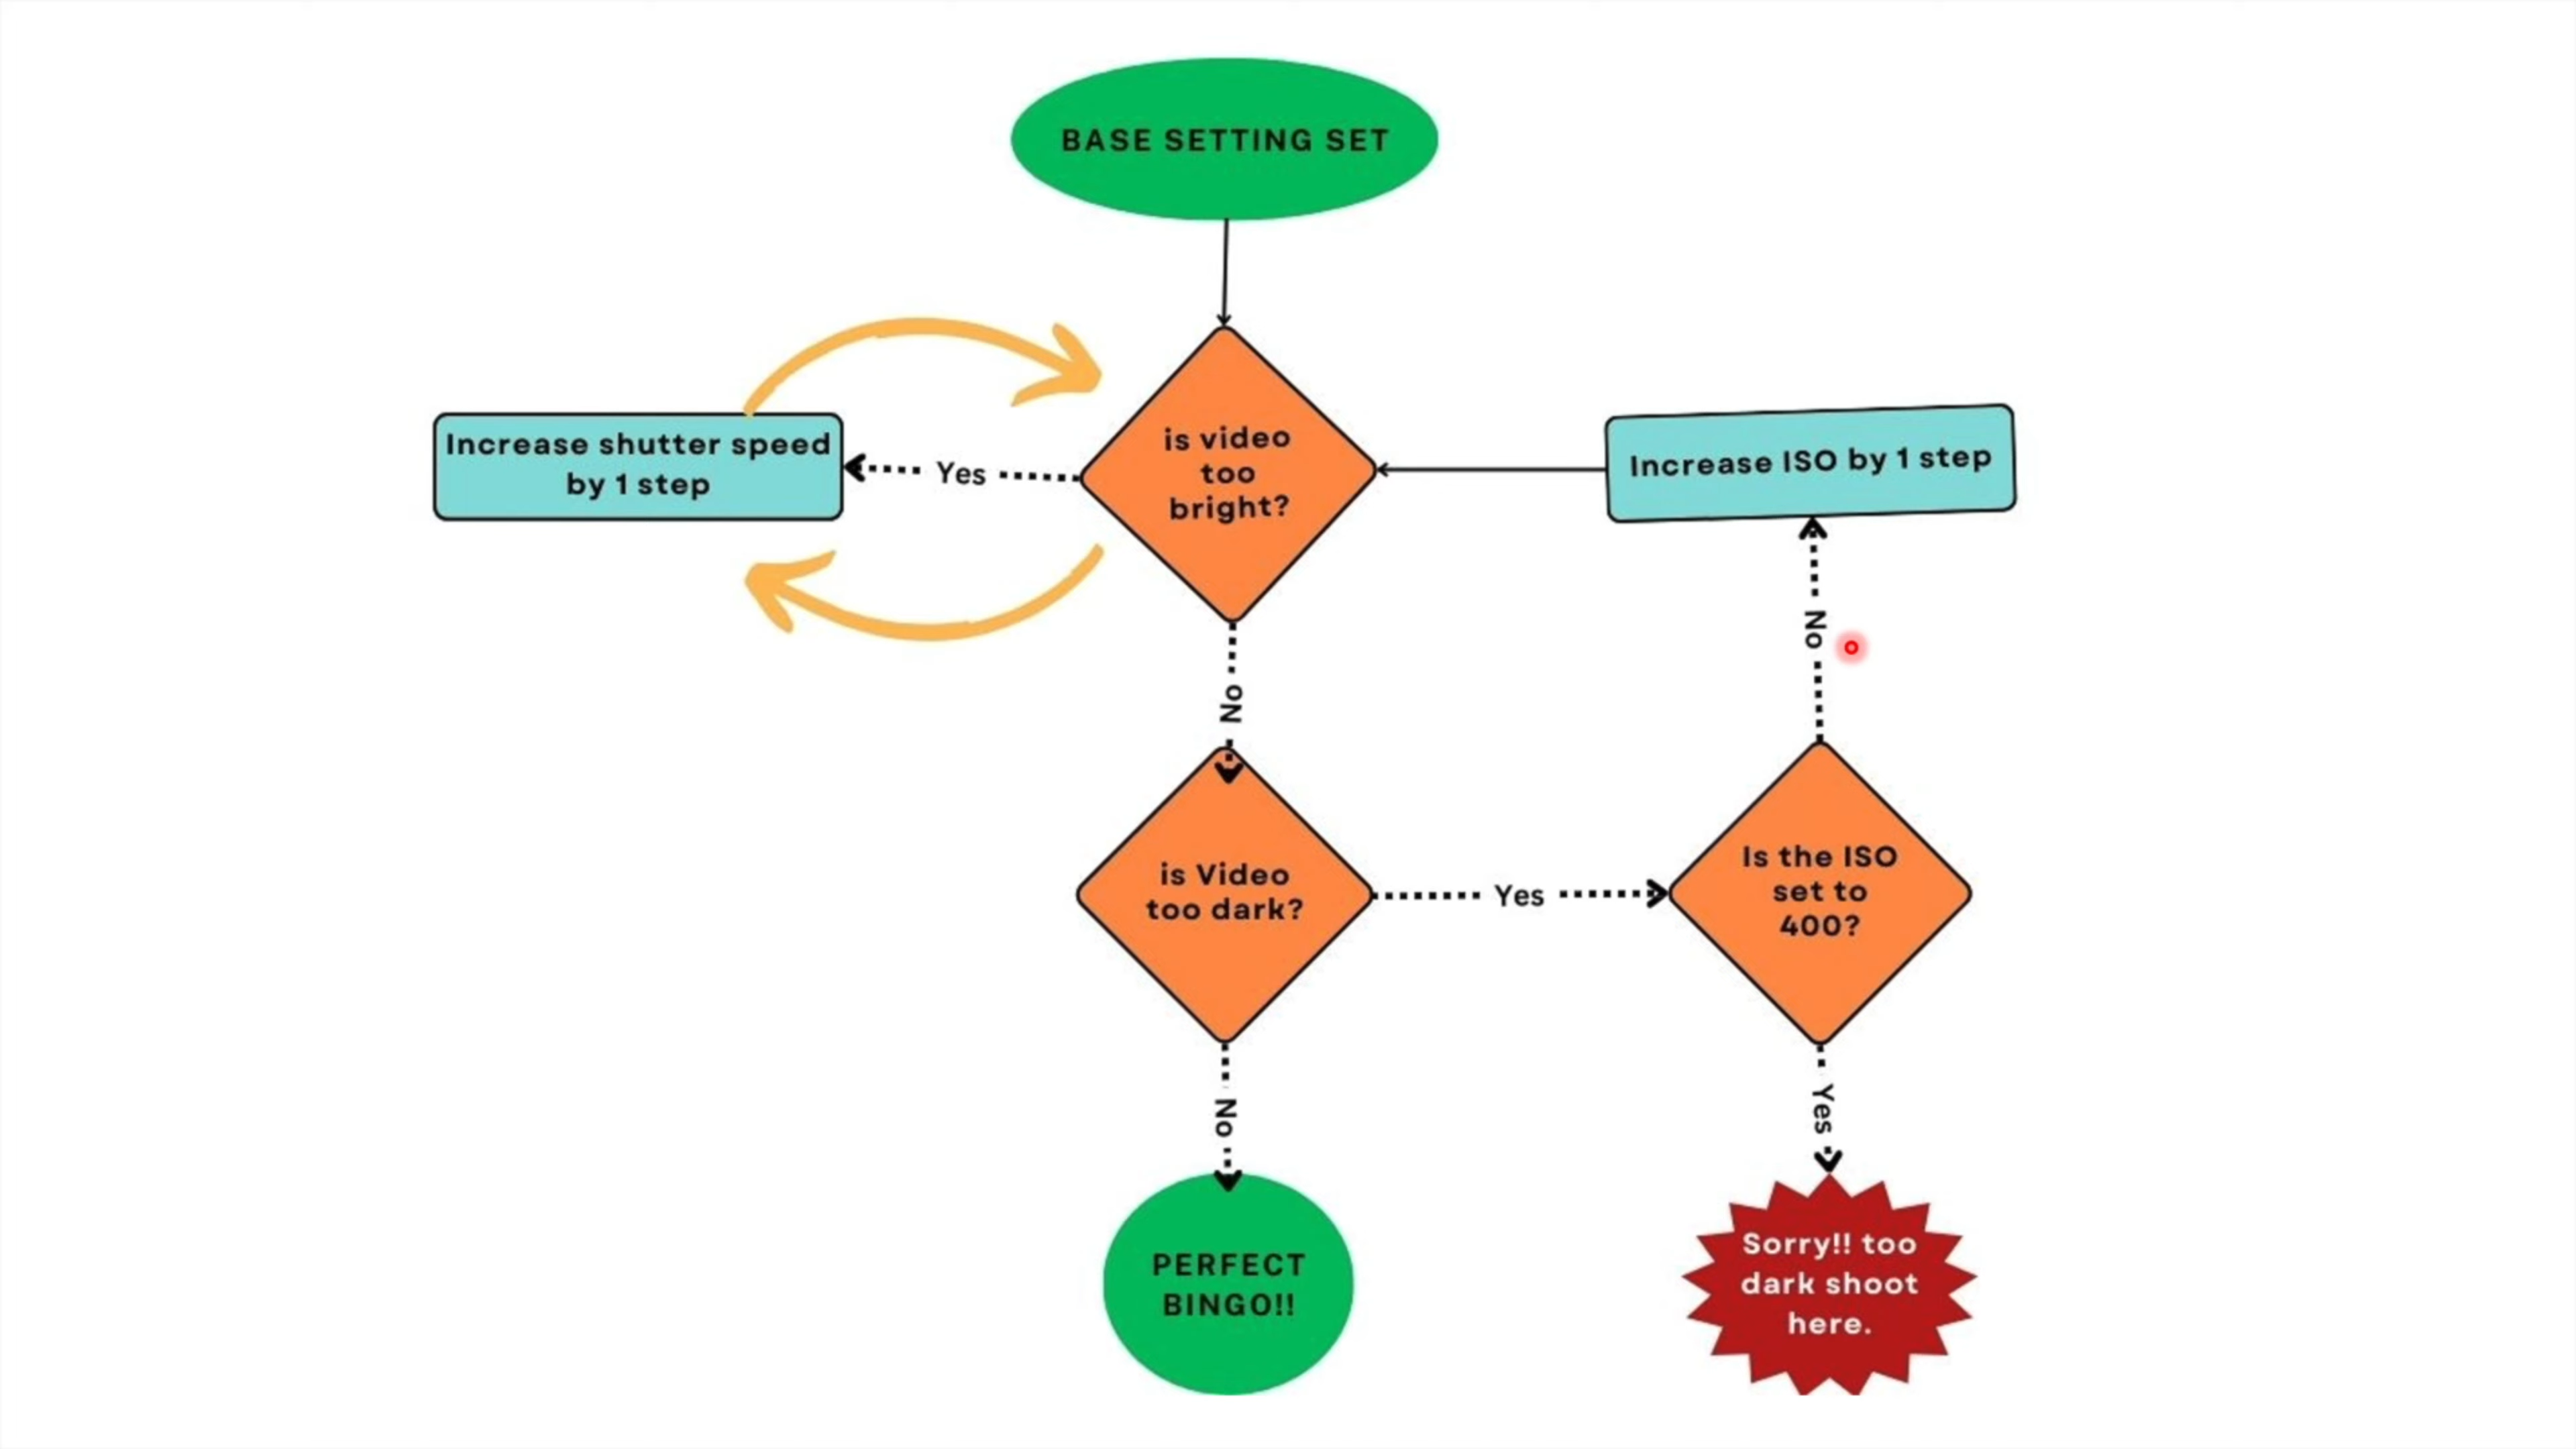 BASE SETTING SET
Increase shutter speed
by 1 step
Yes
is video
too
bright?
Increase ISO by 1 step
No
No
is Video
too dark?
Yes
Is the ISO
set to
400?
No
Yes
PERFECT
BINGO!!
Sorry!! too
dark shoot
here.